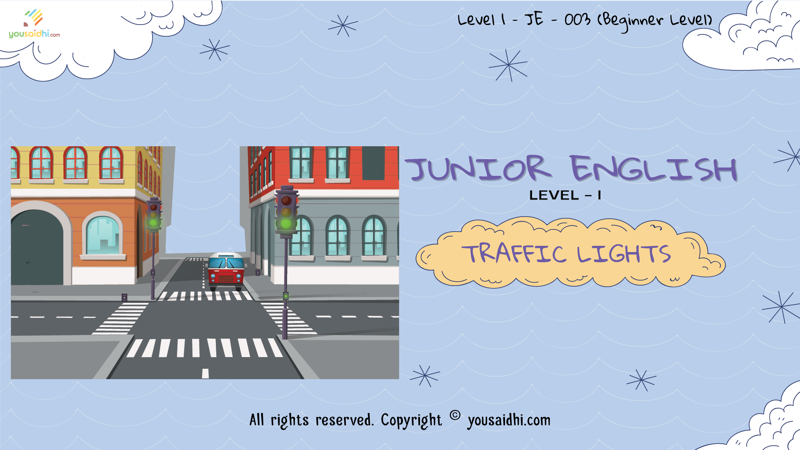 yousaidhi.com
Level 1 - JE - 003 (Beginner Level)
JUNIOR ENGLISH
LEVEL - 1
TRAFFIC LIGHTS
All rights reserved. Copyright © yousaidhi.com